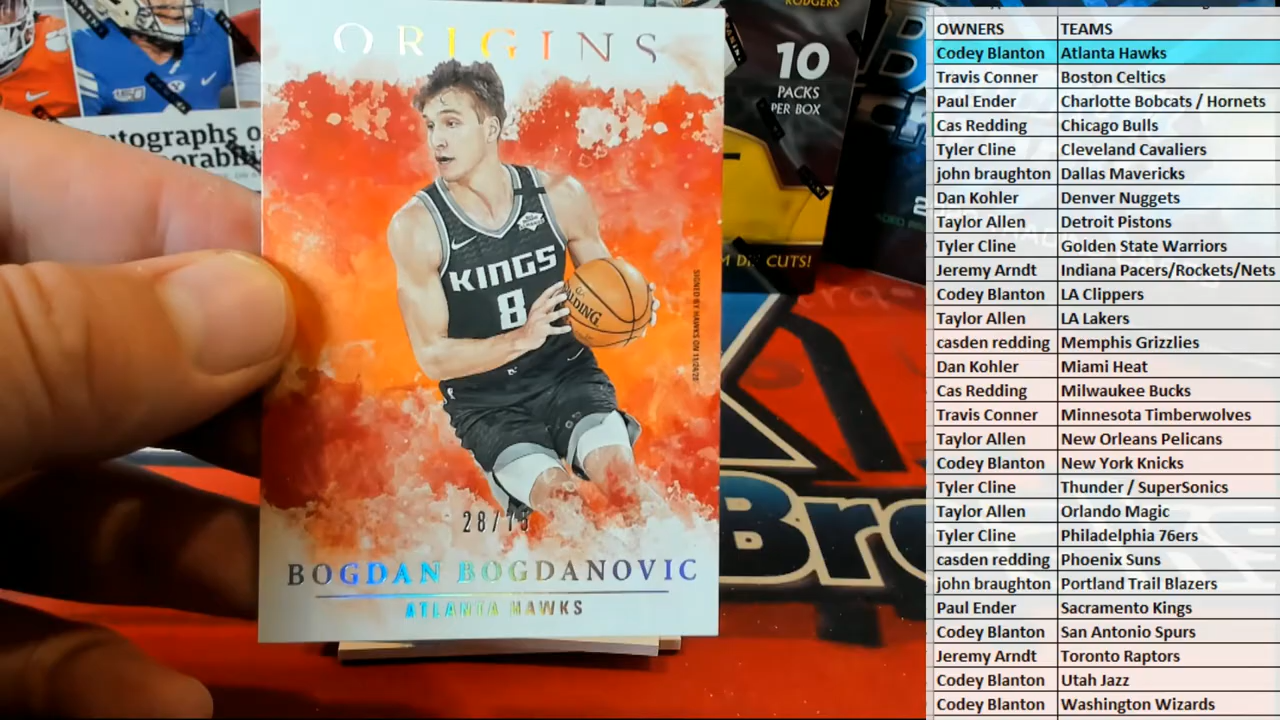 ORIGINS
KINGS
8
SPALDING
28/75
BOGDAN BOGDANOVIC
ATLANTA HAWKS
SIGNED BY HAWKS ON 11/24/20
RODGERS
10
PACKS
PER BOX
CUTS!
Bro
OWNERS TEAMS
Codey Blanton Atlanta Hawks
Travis Conner Boston Celtics
Paul Ender Charlotte Bobcats / Hornets
Cas Redding Chicago Bulls
Tyler Cline Cleveland Cavaliers
john braughton Dallas Mavericks
Dan Kohler Denver Nuggets
Taylor Allen Detroit Pistons
Tyler Cline Golden State Warriors
Jeremy Arndt Indiana Pacers/Rockets/Nets
Codey Blanton LA Clippers
Taylor Allen LA Lakers
casden redding Memphis Grizzlies
Dan Kohler Miami Heat
Cas Redding Milwaukee Bucks
Travis Conner Minnesota Timberwolves
Taylor Allen New Orleans Pelicans
Codey Blanton New York Knicks
Tyler Cline Thunder / SuperSonics
Taylor Allen Orlando Magic
Tyler Cline Philadelphia 76ers
casden redding Phoenix Suns
john braughton Portland Trail Blazers
Paul Ender Sacramento Kings
Codey Blanton San Antonio Spurs
Jeremy Arndt Toronto Raptors
Codey Blanton Utah Jazz
Codey Blanton Washington Wizards